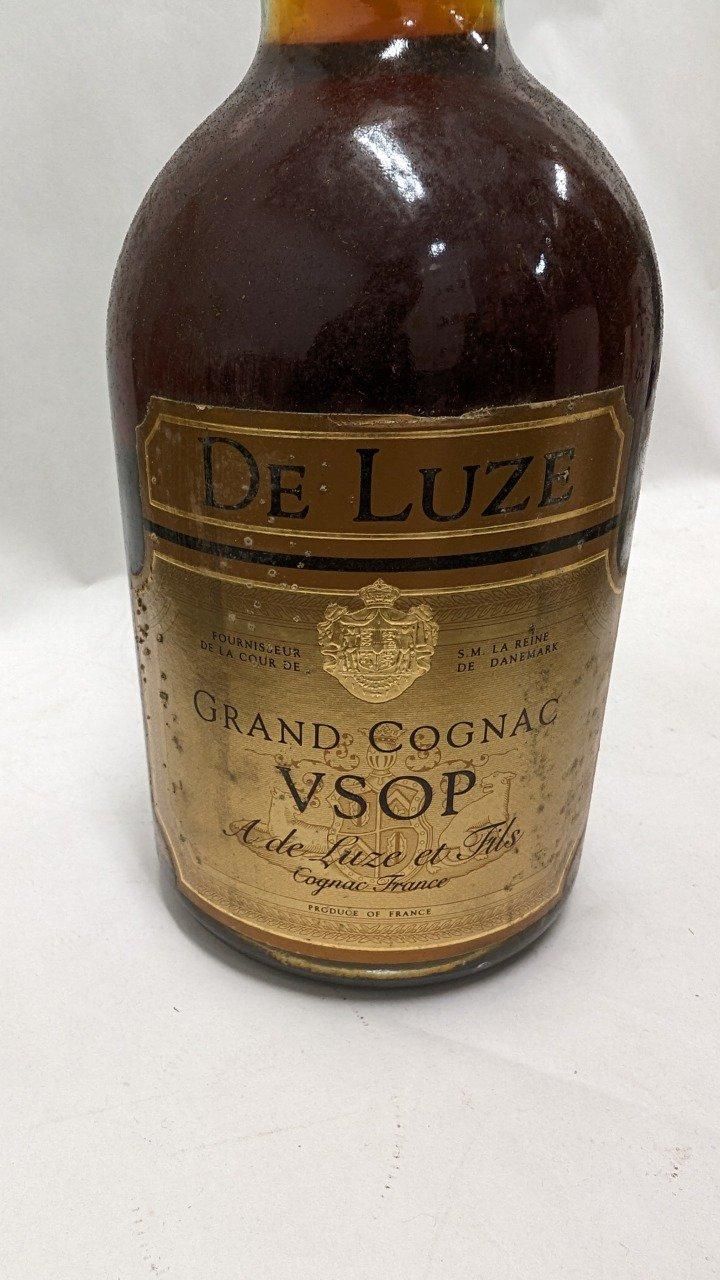 DE LUZE
FOURNISSEUR
DE LA COUR DE
S.M. LA REINE
DE DANEMARK
GRAND COGNAC
VSOP
A de Luze et Fils
Cognac France
PRODUCE OF FRANCE